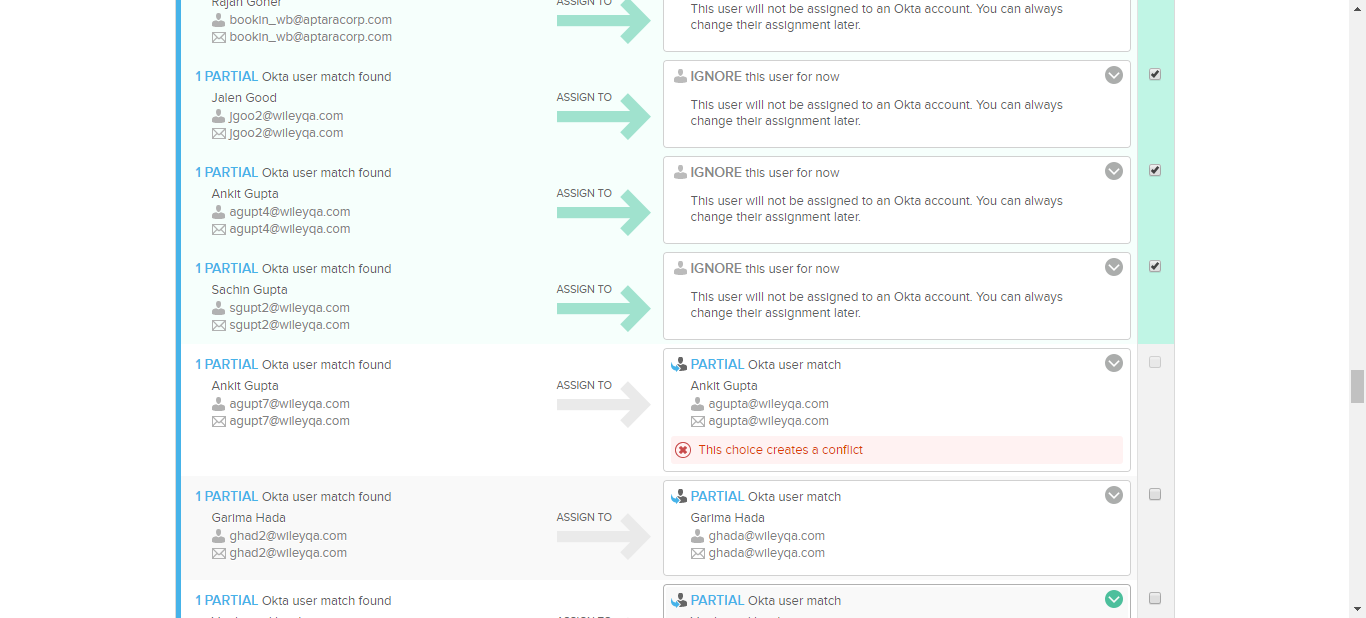 Rajan Goher
bookin_wb@aptaracorp.com
bookin_wb@aptaracorp.com
ASSIGN TO
This user will not be assigned to an Okta account. You can always
change their assignment later.
1 PARTIAL Okta user match found
Jalen Good
jgoo2@wileyqa.com
jgoo2@wileyqa.com
ASSIGN TO
IGNORE this user for now
This user will not be assigned to an Okta account. You can always
change their assignment later.
1 PARTIAL Okta user match found
Ankit Gupta
agupt4@wileyqa.com
agupt4@wileyqa.com
ASSIGN TO
IGNORE this user for now
This user will not be assigned to an Okta account. You can always
change their assignment later.
1 PARTIAL Okta user match found
Sachin Gupta
sgupt2@wileyqa.com
sgupt2@wileyqa.com
ASSIGN TO
IGNORE this user for now
This user will not be assigned to an Okta account. You can always
change their assignment later.
1 PARTIAL Okta user match found
Ankit Gupta
agupt7@wileyqa.com
agupt7@wileyqa.com
ASSIGN TO
PARTIAL Okta user match
Ankit Gupta
agupta@wileyqa.com
agupta@wileyqa.com
This choice creates a conflict
1 PARTIAL Okta user match found
Garima Hada
ghad2@wileyqa.com
ghad2@wileyqa.com
ASSIGN TO
PARTIAL Okta user match
Garima Hada
ghada@wileyqa.com
ghada@wileyqa.com
1 PARTIAL Okta user match found
PARTIAL Okta user match